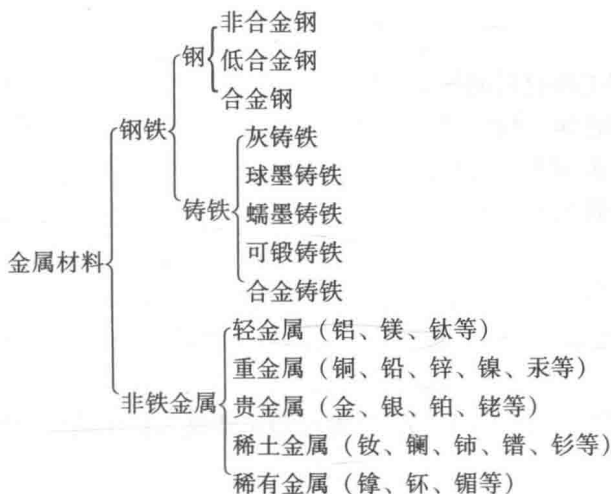 非合金钢
钢
低合金钢
合金钢
钢铁
灰铸铁
球墨铸铁
铸铁
蠕墨铸铁
可锻铸铁
金属材料
合金铸铁
轻金属（铝、镁、钛等）
重金属（铜、铅、锌、镍、汞等）
非铁金属
贵金属（金、银、铂、铑等）
稀土金属（钕、镧、铈、镨、钐等）
稀有金属（锽、钚、镅等）